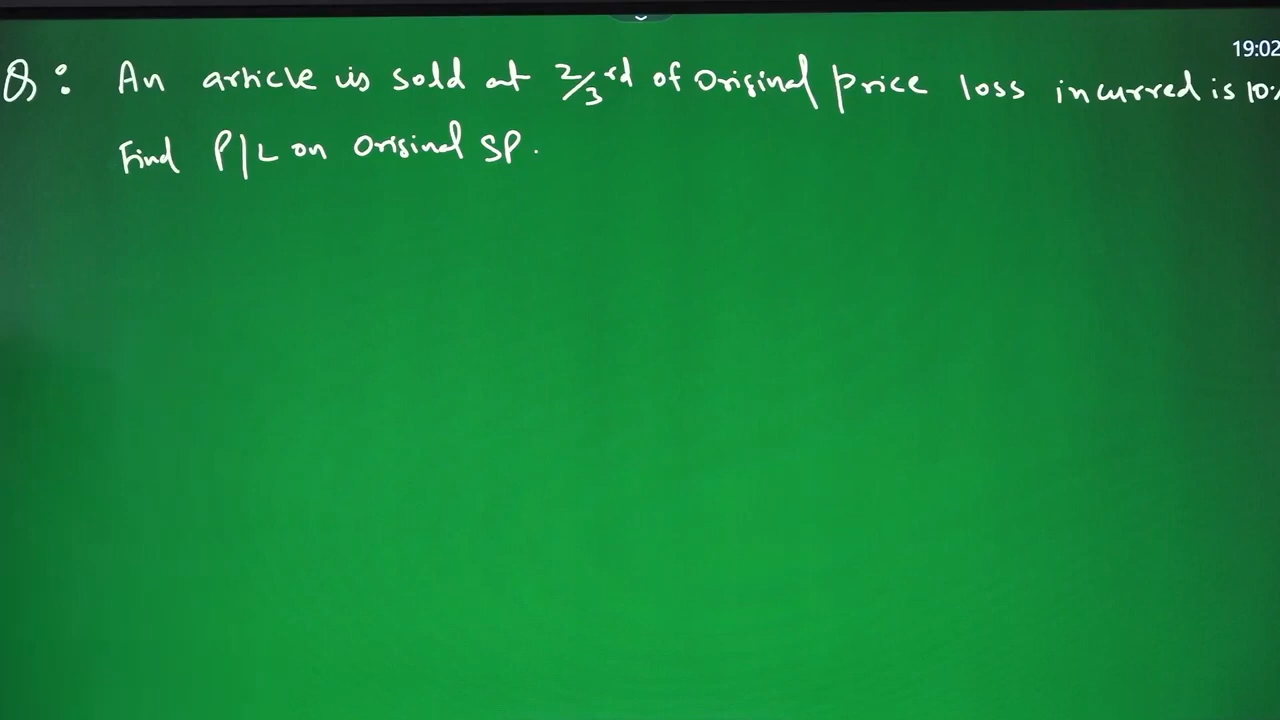 19:02
Q: An article is sold at 2/3rd of original price loss incurred is 10%
Find P/L on original SP.